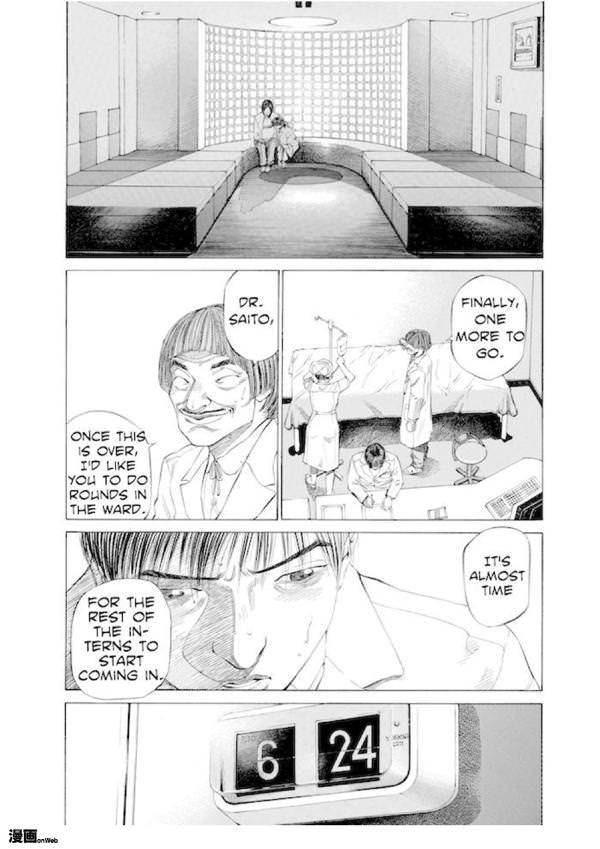 FINALLY,
ONE
MORE TO
GO.
DR.
SAITO,
ONCE THIS
IS OVER,
I'D LIKE
YOU TO DO
ROUNDS IN
THE WARD.
IT'S
ALMOST
TIME
FOR THE
REST OF
THE IN-
TERNS TO
START
COMING IN.
6 24
漫画onWeb